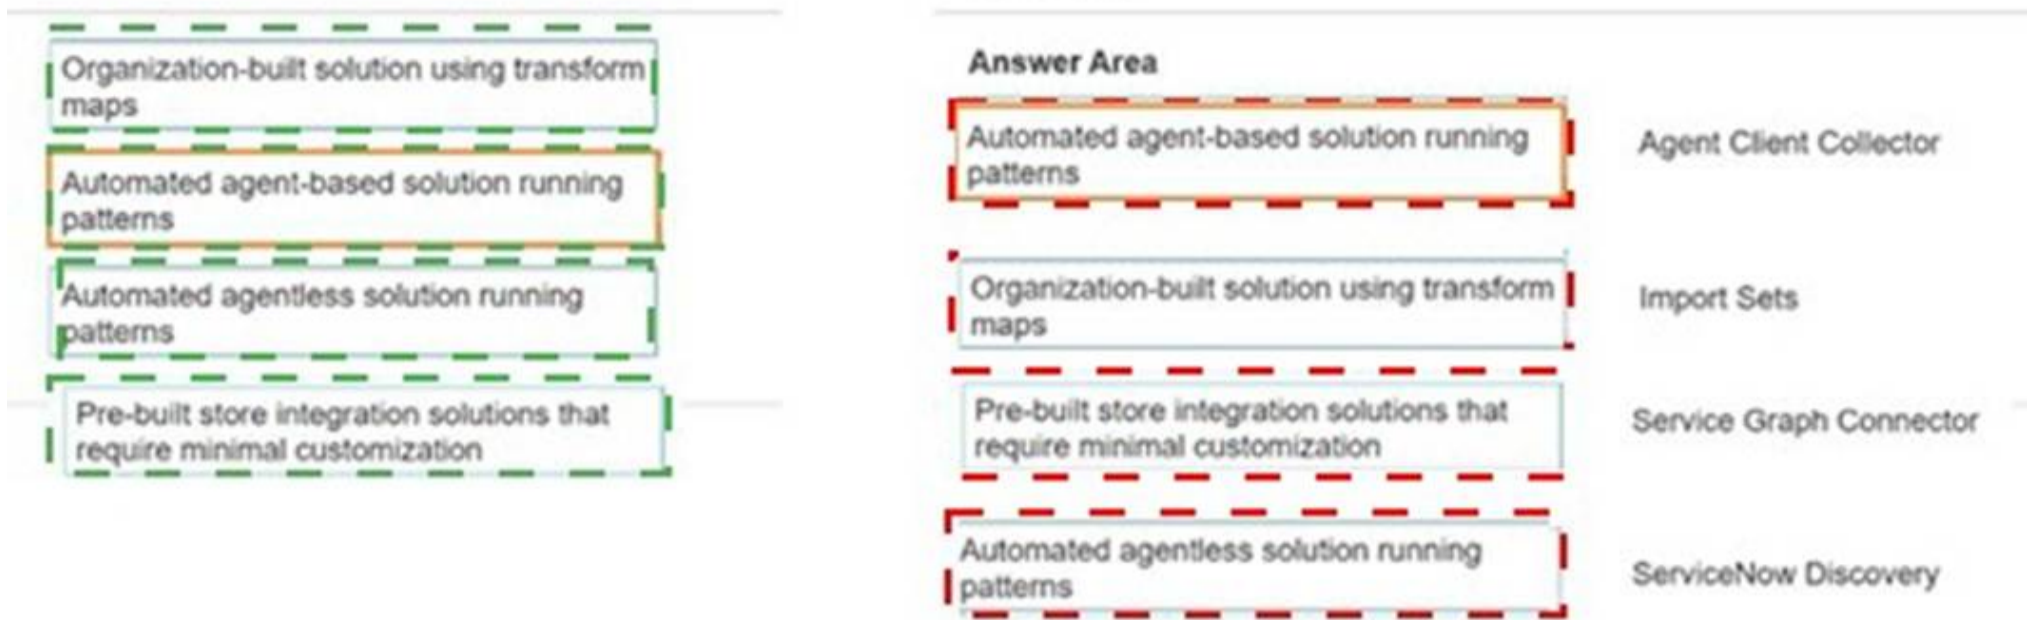 Organization-built solution using transform
maps
Automated agent-based solution running
patterns
Automated agentless solution running
patterns
Pre-built store integration solutions that
require minimal customization
Answer Area
Automated agent-based solution running
patterns
Agent Client Collector
Organization-built solution using transform
maps
Import Sets
Pre-built store integration solutions that
require minimal customization
Service Graph Connector
Automated agentless solution running
patterns
ServiceNow Discovery